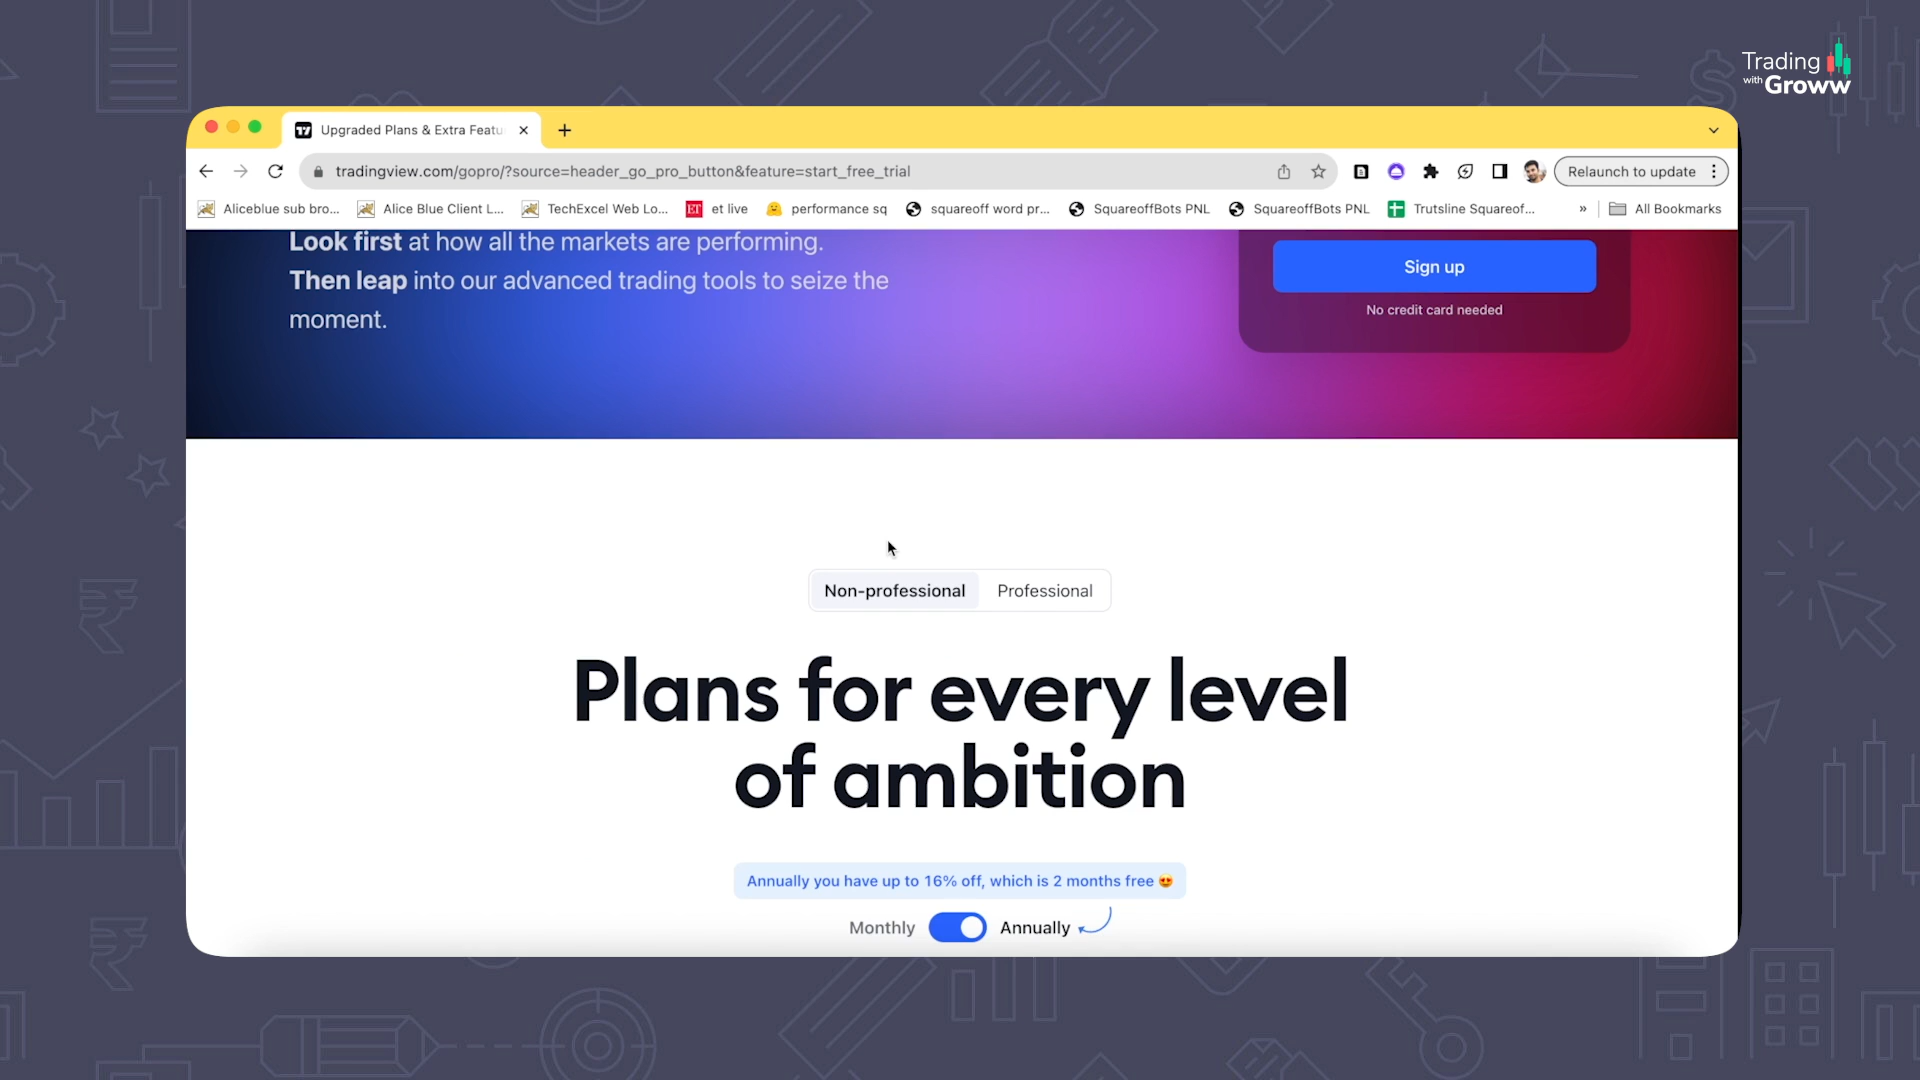 Trading
with Groww
Upgraded Plans & Extra Featu
tradingview.com/gopro/?source=header_go_pro_button&feature=start_free_trial
Relaunch to update
Aliceblue sub bro...
Alice Blue Client L...
TechExcel Web Lo...
ET
et live
performance sq
squareoff word pr...
SquareoffBots PNL
SquareoffBots PNL
Trutsline Squareof...
»
All Bookmarks
Look first at how all the markets are performing.
Then leap into our advanced trading tools to seize the
moment.
Sign up
No credit card needed
Non-professional
Professional
Plans for every level
of ambition
Annually you have up to 16% off, which is 2 months free 😍
Monthly
Annually